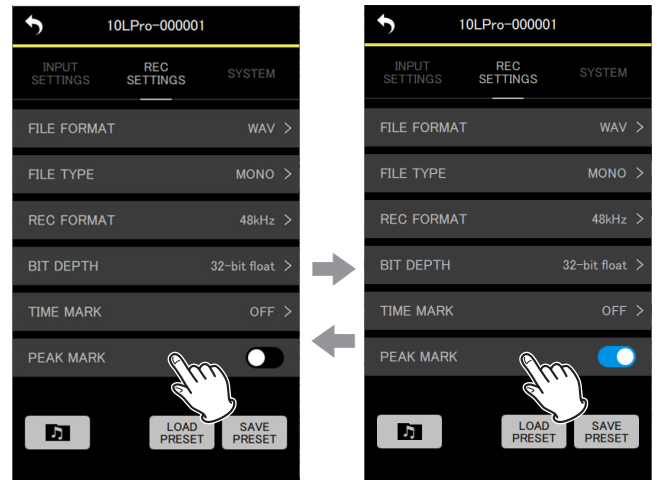 10LPro-000001
INPUT
SETTINGS
REC
SETTINGS
SYSTEM
FILE FORMAT WAV >
FILE TYPE MONO >
REC FORMAT 48kHz >
BIT DEPTH 32-bit float >
TIME MARK OFF >
PEAK MARK
LOAD
PRESET
SAVE
PRESET
10LPro-000001
INPUT
SETTINGS
REC
SETTINGS
SYSTEM
FILE FORMAT WAV >
FILE TYPE MONO >
REC FORMAT 48kHz >
BIT DEPTH 32-bit float >
TIME MARK OFF >
PEAK MARK
LOAD
PRESET
SAVE
PRESET